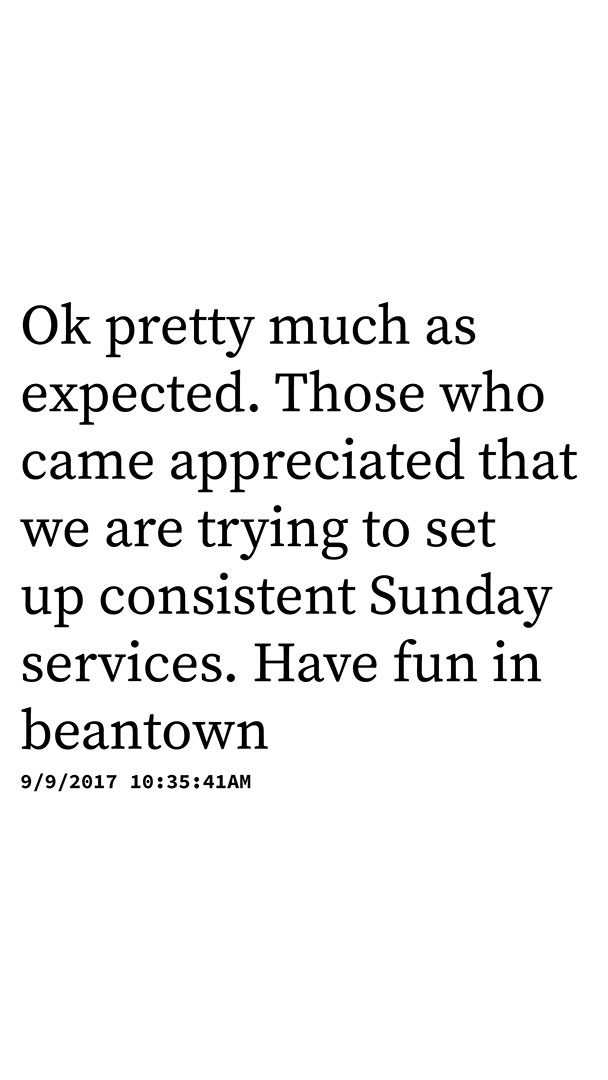 Ok pretty much as
expected. Those who
came appreciated that
we are trying to set
up consistent Sunday
services. Have fun in
beantown
9/9/2017 10:35:41AM